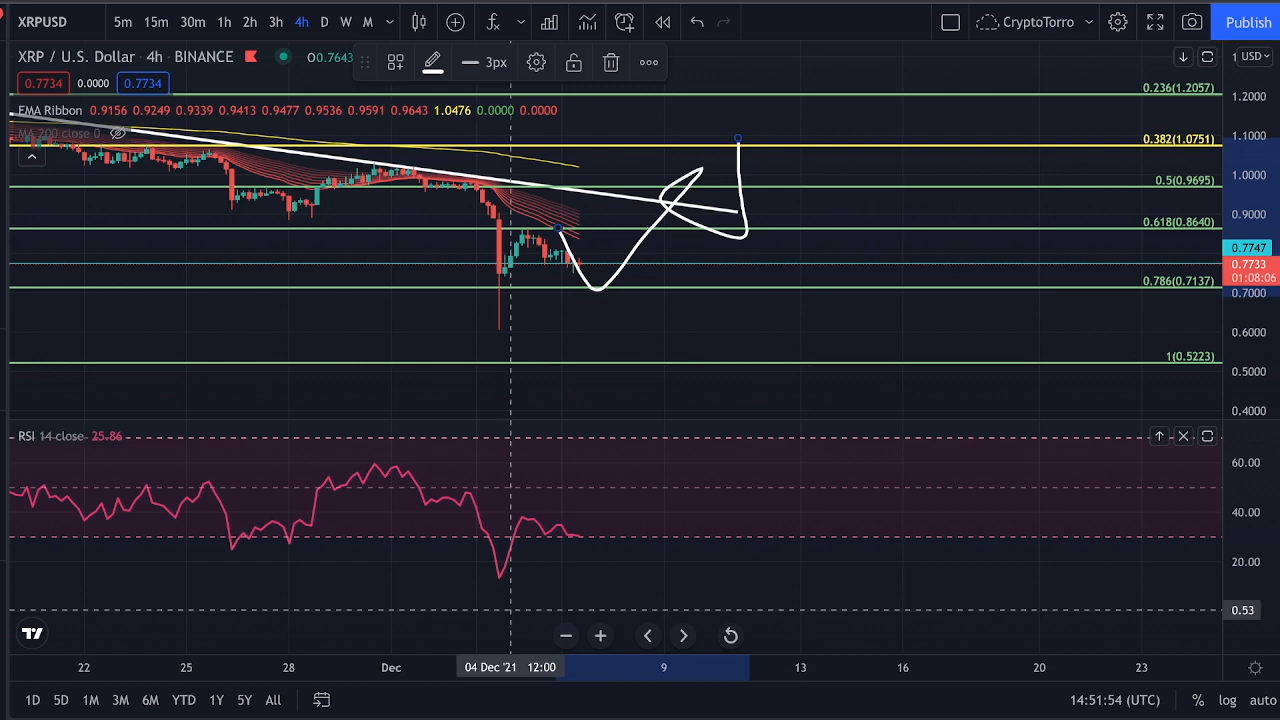 XRPUSD 5m 15m 30m 1h 2h 3h 4h D W M CryptoTorro Publish
XRP / U.S. Dollar 4h BINANCE O0.7643 3px 1 USD
0.7734 0.0000 0.7734
EMA Ribbon 0.9156 0.9249 0.9339 0.9413 0.9477 0.9536 0.9591 0.9643 1.0476 0.0000 0.0000
MA 200 close 0
0.236(1.2057)
1.2000
0.382(1.0751)
1.1000
1.0000
0.5(0.9695)
0.9000
0.618(0.8640)
0.7747
0.7733
01:08:06
0.786(0.7137)
0.7000
0.6000
1(0.5223)
0.5000
0.4000
RSI 14 close 25.86
60.00
40.00
20.00
0.53
22 25 28 Dec 04 Dec '21 12:00 9 13 16 20 23
1D 5D 1M 3M 6M YTD 1Y 5Y All 14:51:54 (UTC) % log auto